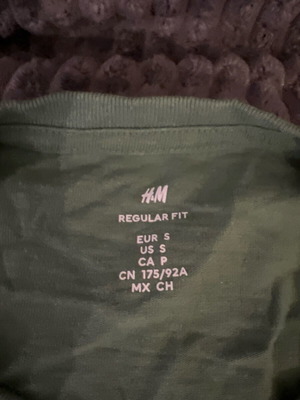 H&M
REGULAR FIT
EUR S
US S
CA P
CN 175/92A
MX CH